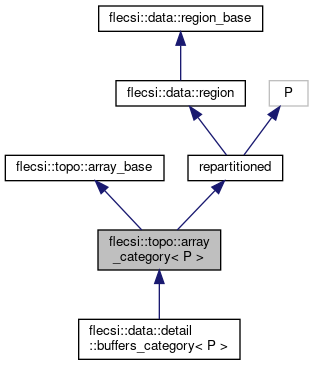 flecsi::data::region_base
flecsi::data::region
P
flecsi::topo::array_base
repartitioned
flecsi::topo::array
_category< P >
flecsi::data::detail
::buffers_category< P >